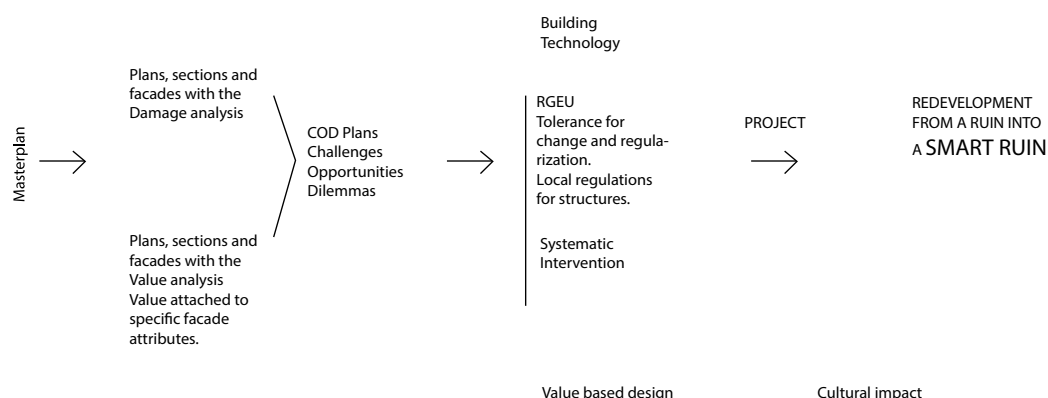 Masterplan
Plans, sections and
facades with the
Damage analysis
Plans, sections and
facades with the
Value analysis
Value attached to
specific facade
attributes.
COD Plans
Challenges
Opportunities
Dilemmas
Building
Technology
RGEU
Tolerance for
change and regula-
rization.
Local regulations
for structures.
Systematic
Intervention
Value based design
PROJECT
Cultural impact
REDEVELOPMENT
FROM A RUIN INTO
A SMART RUIN